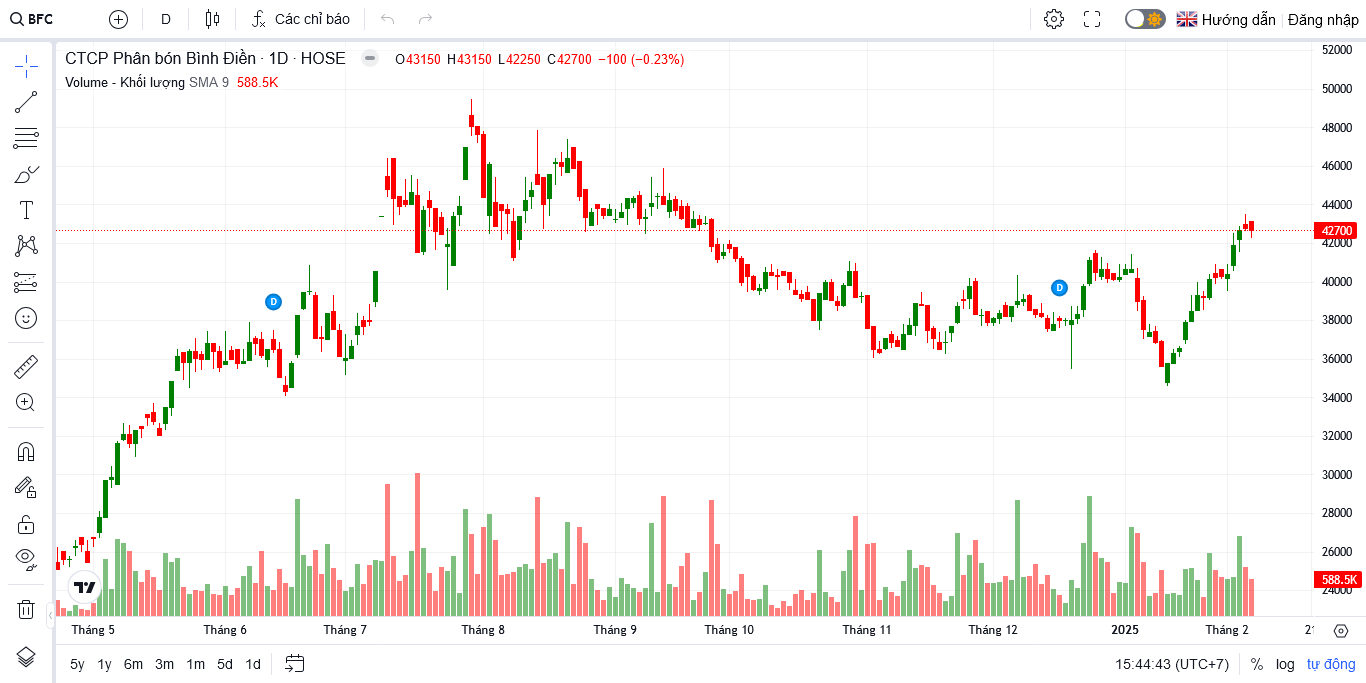 BFC D Các chỉ báo Hướng dẫn Đăng nhập
CTCP Phân bón Bình Điền · 1D · HOSE O43150 H43150 L42250 C42700 −100 (−0.23%)
Volume - Khối lượng SMA 9 588.5K
52000
50000
48000
46000
44000
42700
42000
40000
38000
36000
34000
32000
30000
28000
26000
588.5K
24000
D
D
Tháng 5 Tháng 6 Tháng 7 Tháng 8 Tháng 9 Tháng 10 Tháng 11 Tháng 12 2025 Tháng 2
5y 1y 6m 3m 1m 5d 1d 15:44:43 (UTC+7) % log tự động